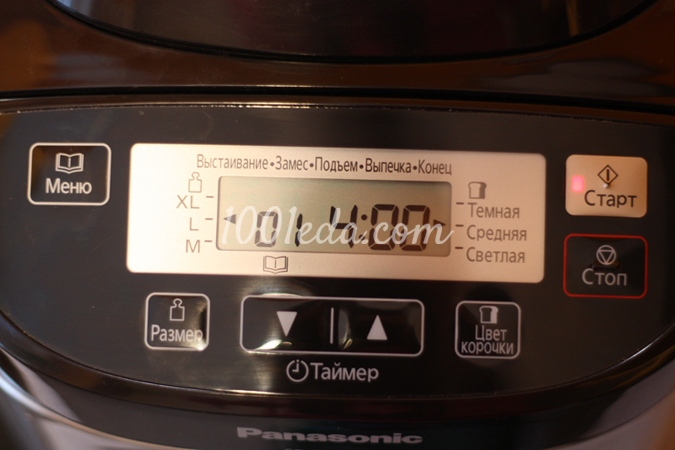 Выстаивание•Замес•Подъем•Выпечка•Конец
Меню
XL
L
M
01 4:00
Темная
Средняя
Светлая
Старт
Стоп
1001eda.com
Размер
Таймер
Цвет
корочки
Panasonic